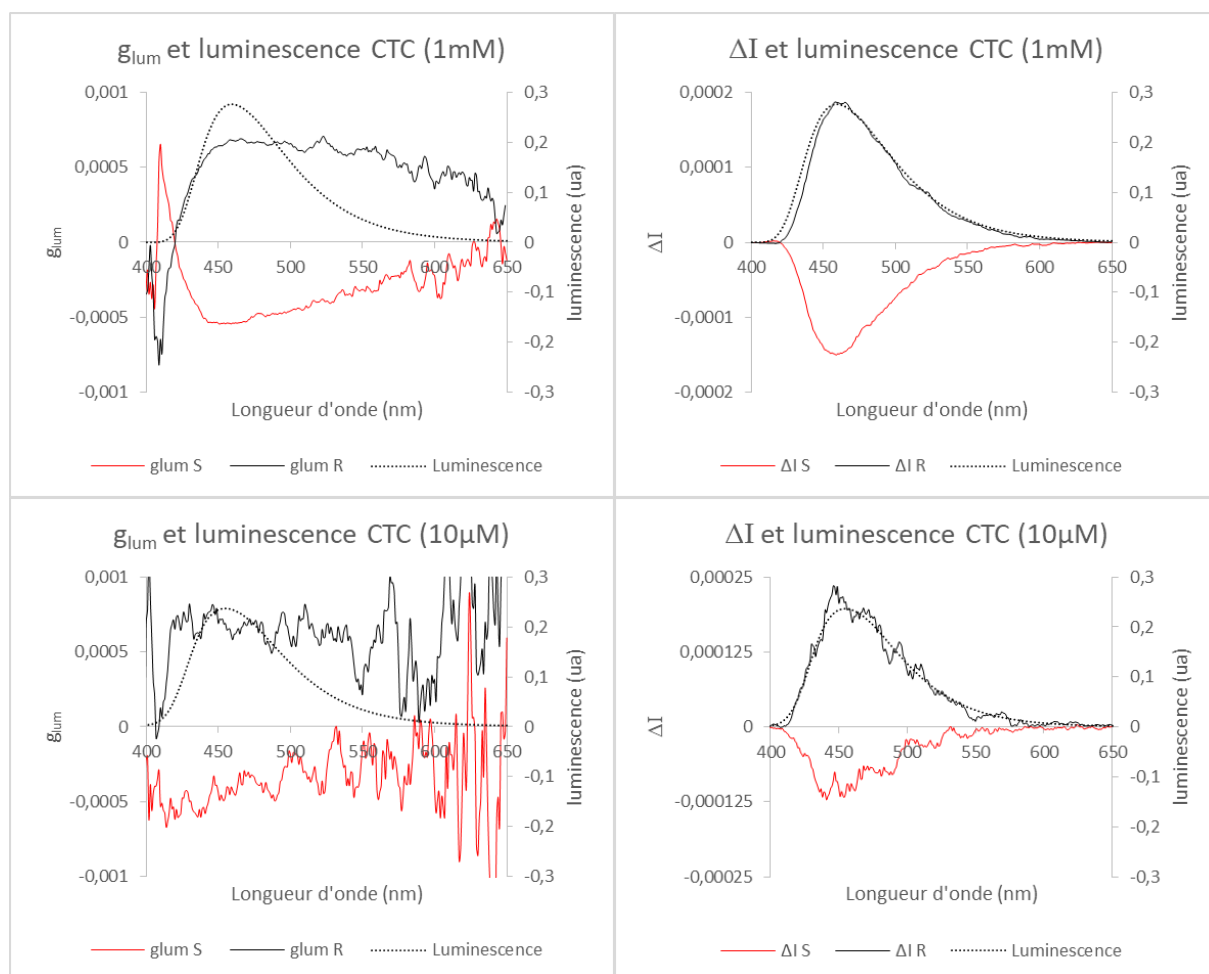 g_lum et luminescence CTC (1mM)
0,001
0,0005
0
-0,0005
-0,001
g_lum
400 450 500 550 600 650
0,3
0,2
0,1
0
-0,1
-0,2
-0,3
luminescence (ua)
Longueur d'onde (nm)
glum S glum R Luminescence
ΔI et luminescence CTC (1mM)
0,0002
0,0001
0
-0,0001
-0,0002
ΔI
400 450 500 550 600 650
0,3
0,2
0,1
0
-0,1
-0,2
-0,3
luminescence (ua)
Longueur d'onde (nm)
ΔI S ΔI R Luminescence
g_lum et luminescence CTC (10μM)
0,001
0,0005
0
-0,0005
-0,001
g_lum
400 450 500 550 600 650
0,3
0,2
0,1
0
-0,1
-0,2
-0,3
luminescence (ua)
Longueur d'onde (nm)
glum S glum R Luminescence
ΔI et luminescence CTC (10μM)
0,00025
0,000125
0
-0,000125
-0,00025
ΔI
400 450 500 550 600 650
0,3
0,2
0,1
0
-0,1
-0,2
-0,3
luminescence (ua)
Longueur d'onde (nm)
ΔI S ΔI R Luminescence